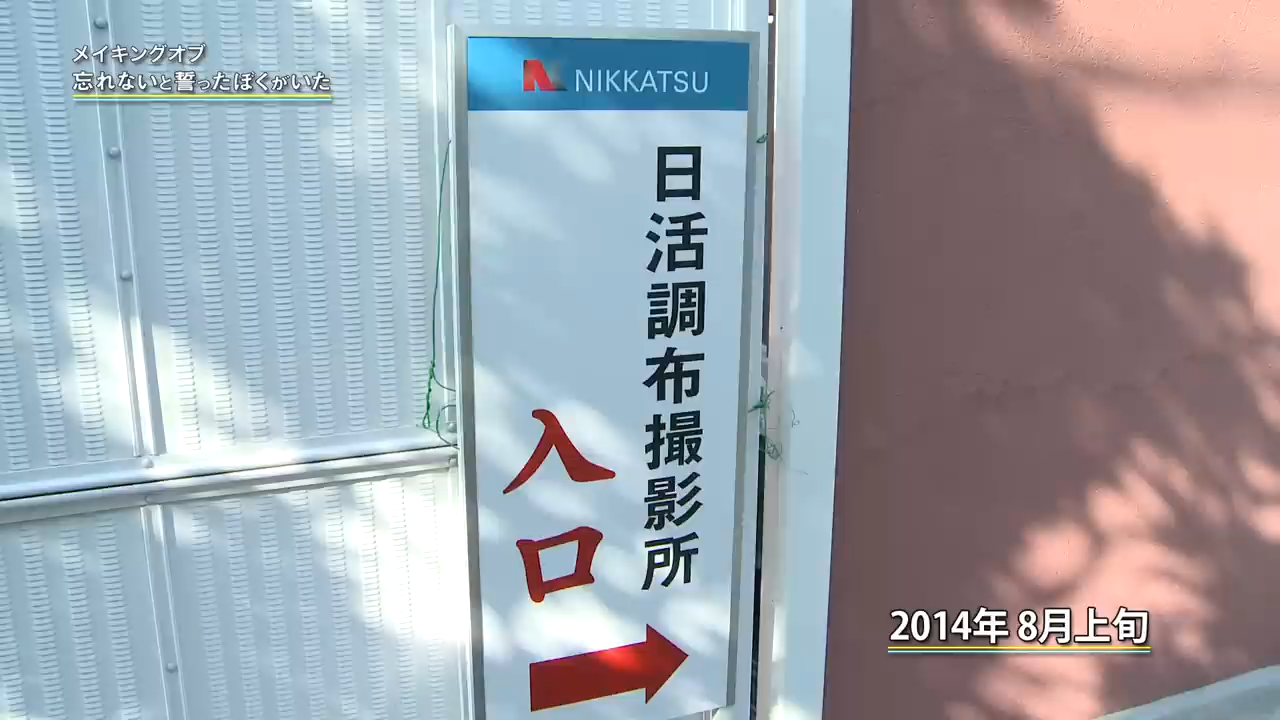 メイキングオブ
忘れないと誓ったぼくがいた
NIKKATSU
日活調布撮影所
入口
2014年 8月上旬